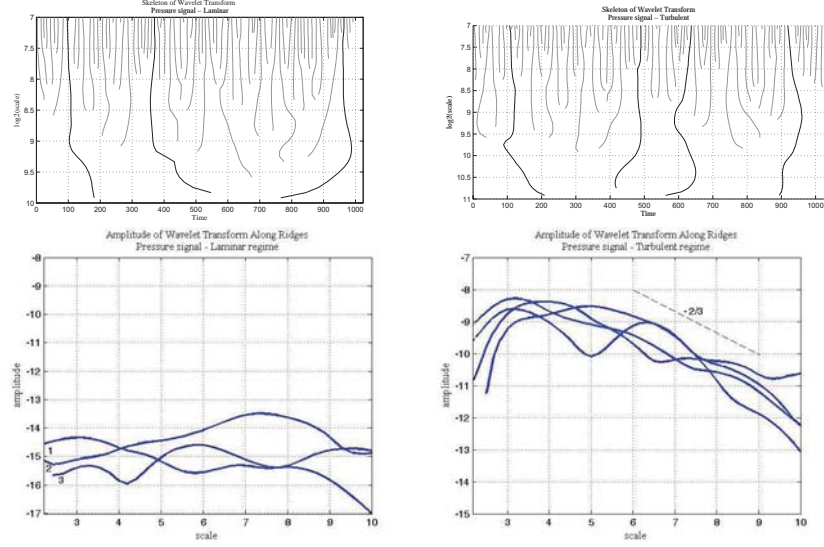 Skeleton of Wavelet Transform
Pressure signal – Laminar
7
7.5
8
8.5
9
9.5
10
log2(scale)
0 100 200 300 400 500 600 700 800 900 1000
Time
Skeleton of Wavelet Transform
Pressure signal – Turbulent
7
7.5
8
8.5
9
9.5
10
10.5
11
log2(scale)
0 100 200 300 400 500 600 700 800 900 1000
Time
Amplitude of Wavelet Transform Along Ridges
Pressure signal - Laminar regime
-8
-9
-10
-11
-12
-13
-14
-15
-16
-17
amplitude
1
2
3
3 4 5 6 7 8 9 10
scale
Amplitude of Wavelet Transform Along Ridges
Pressure signal - Turbulent regime
-7
-8
-9
-10
-11
-12
-13
-14
-15
amplitude
-2/3
3 4 5 6 7 8 9 10
scale